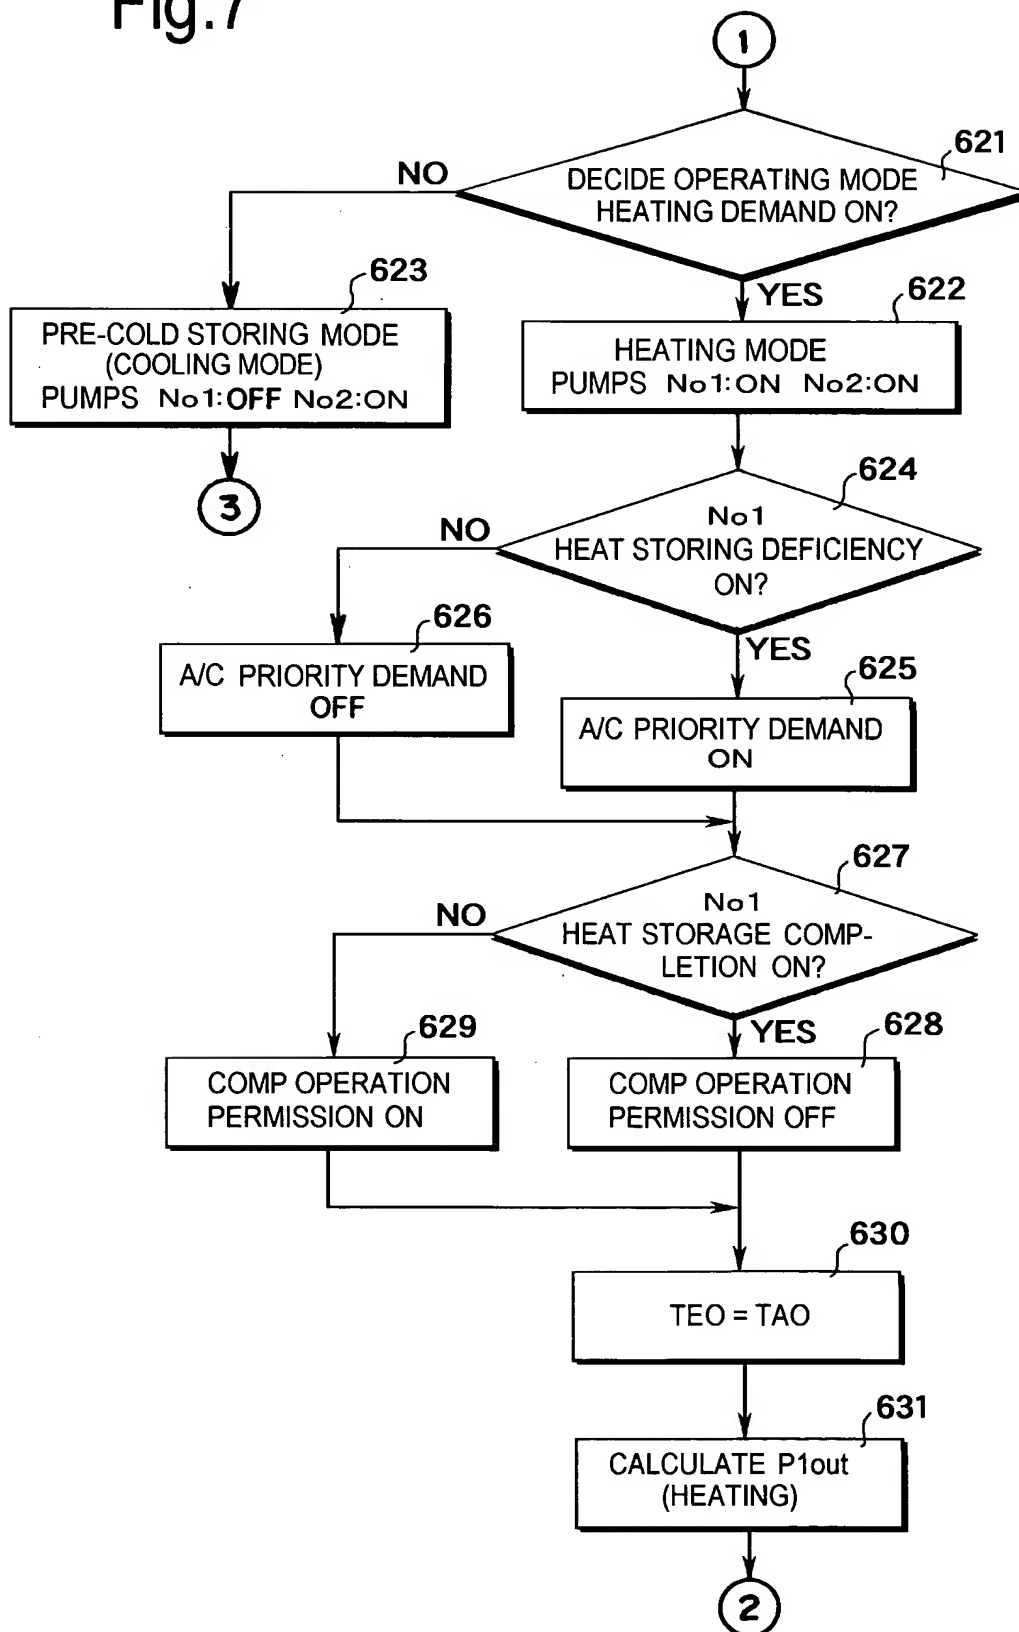 Fig.7
1
621
NO
DECIDE OPERATING MODE
HEATING DEMAND ON?
623
YES
622
PRE-COLD STORING MODE
(COOLING MODE)
PUMPS No1:OFF No2:ON
HEATING MODE
PUMPS No1:ON No2:ON
3
624
NO
No1
HEAT STORING DEFICIENCY
ON?
626
YES
625
A/C PRIORITY DEMAND
OFF
A/C PRIORITY DEMAND
ON
627
NO
No1
HEAT STORAGE COMP-
LETION ON?
629
YES
628
COMP OPERATION
PERMISSION ON
COMP OPERATION
PERMISSION OFF
630
TEO = TAO
631
CALCULATE P1out
(HEATING)
2